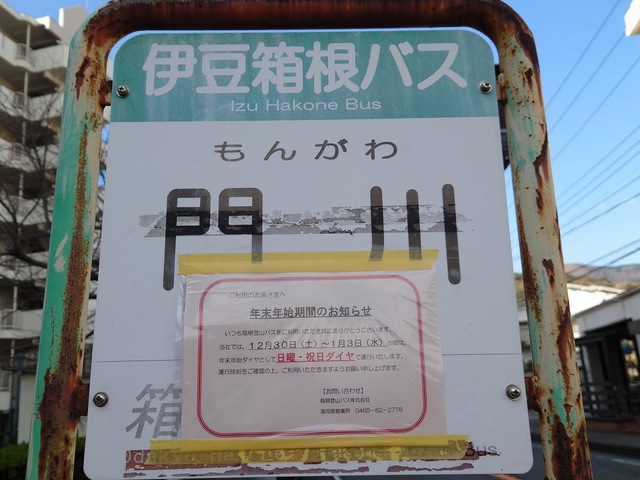 伊豆箱根バス
Izu Hakone Bus
もんがわ
門川
ご利用のお客さまへ
年末年始期間のお知らせ
いつも箱根登山バスをご利用いただき誠にありがとうございます。
当社では、12月30日(土)～1月3日(水)の間は、
年末年始ダイヤとして日曜・祝日ダイヤで運行いたします。
運行時刻をご確認の上、ご利用いただきますようお願い申し上げます。
【お問い合わせ】
箱根登山バス株式会社
湯河原営業所 0465-62-2776
箱
Bus